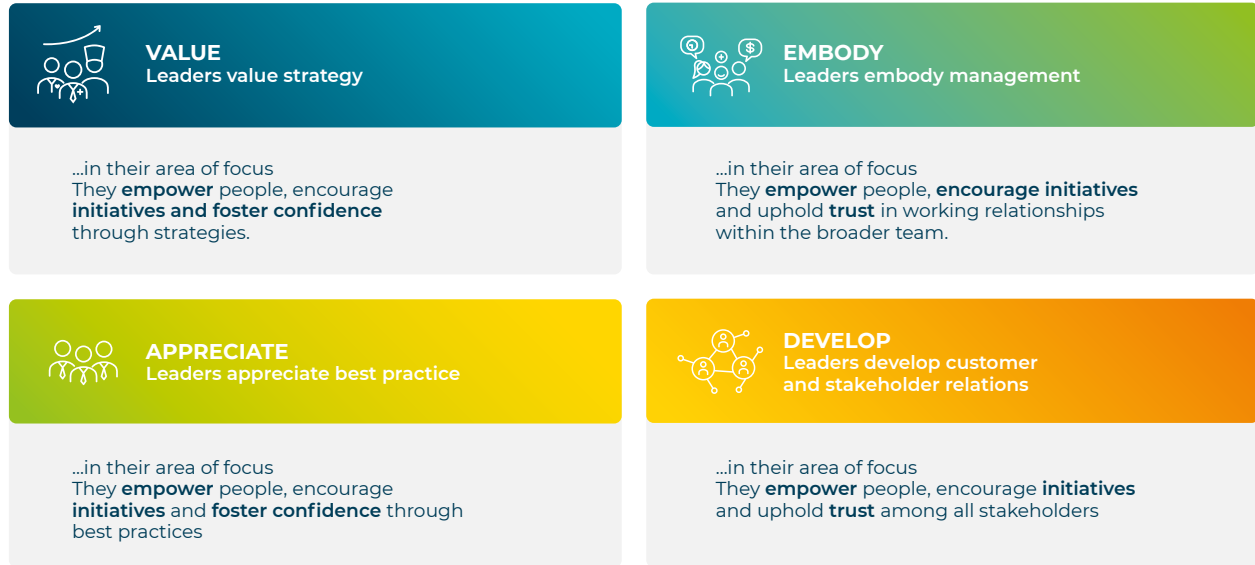 VALUE
Leaders value strategy
...in their area of focus
They empower people, encourage
initiatives and foster confidence
through strategies.
$
EMBODY
Leaders embody management
...in their area of focus
They empower people, encourage initiatives
and uphold trust in working relationships
within the broader team.
APPRECIATE
Leaders appreciate best practice
...in their area of focus
They empower people, encourage
initiatives and foster confidence through
best practices
DEVELOP
Leaders develop customer
and stakeholder relations
...in their area of focus
They empower people, encourage initiatives
and uphold trust among all stakeholders